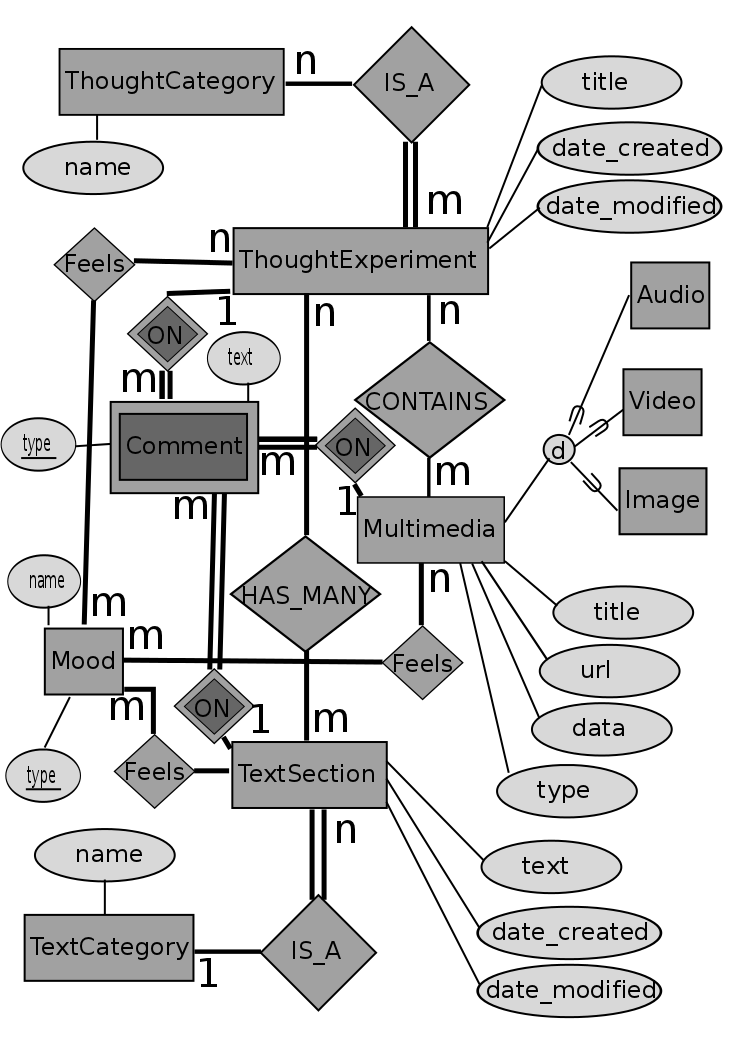 n
ThoughtCategory
IS_A
title
name
date_created
m
date_modified
n
Feels
ThoughtExperiment
Audio
1
n
n
ON
text
m
CONTAINS
Video
type
Comment
ON
m
d
m
m
1
Multimedia
Image
name
m
n
HAS_MANY
title
m
Mood
Feels
url
m
ON
1
m
data
Feels
TextSection
type
type
n
name
text
TextCategory
IS_A
date_created
1
date_modified